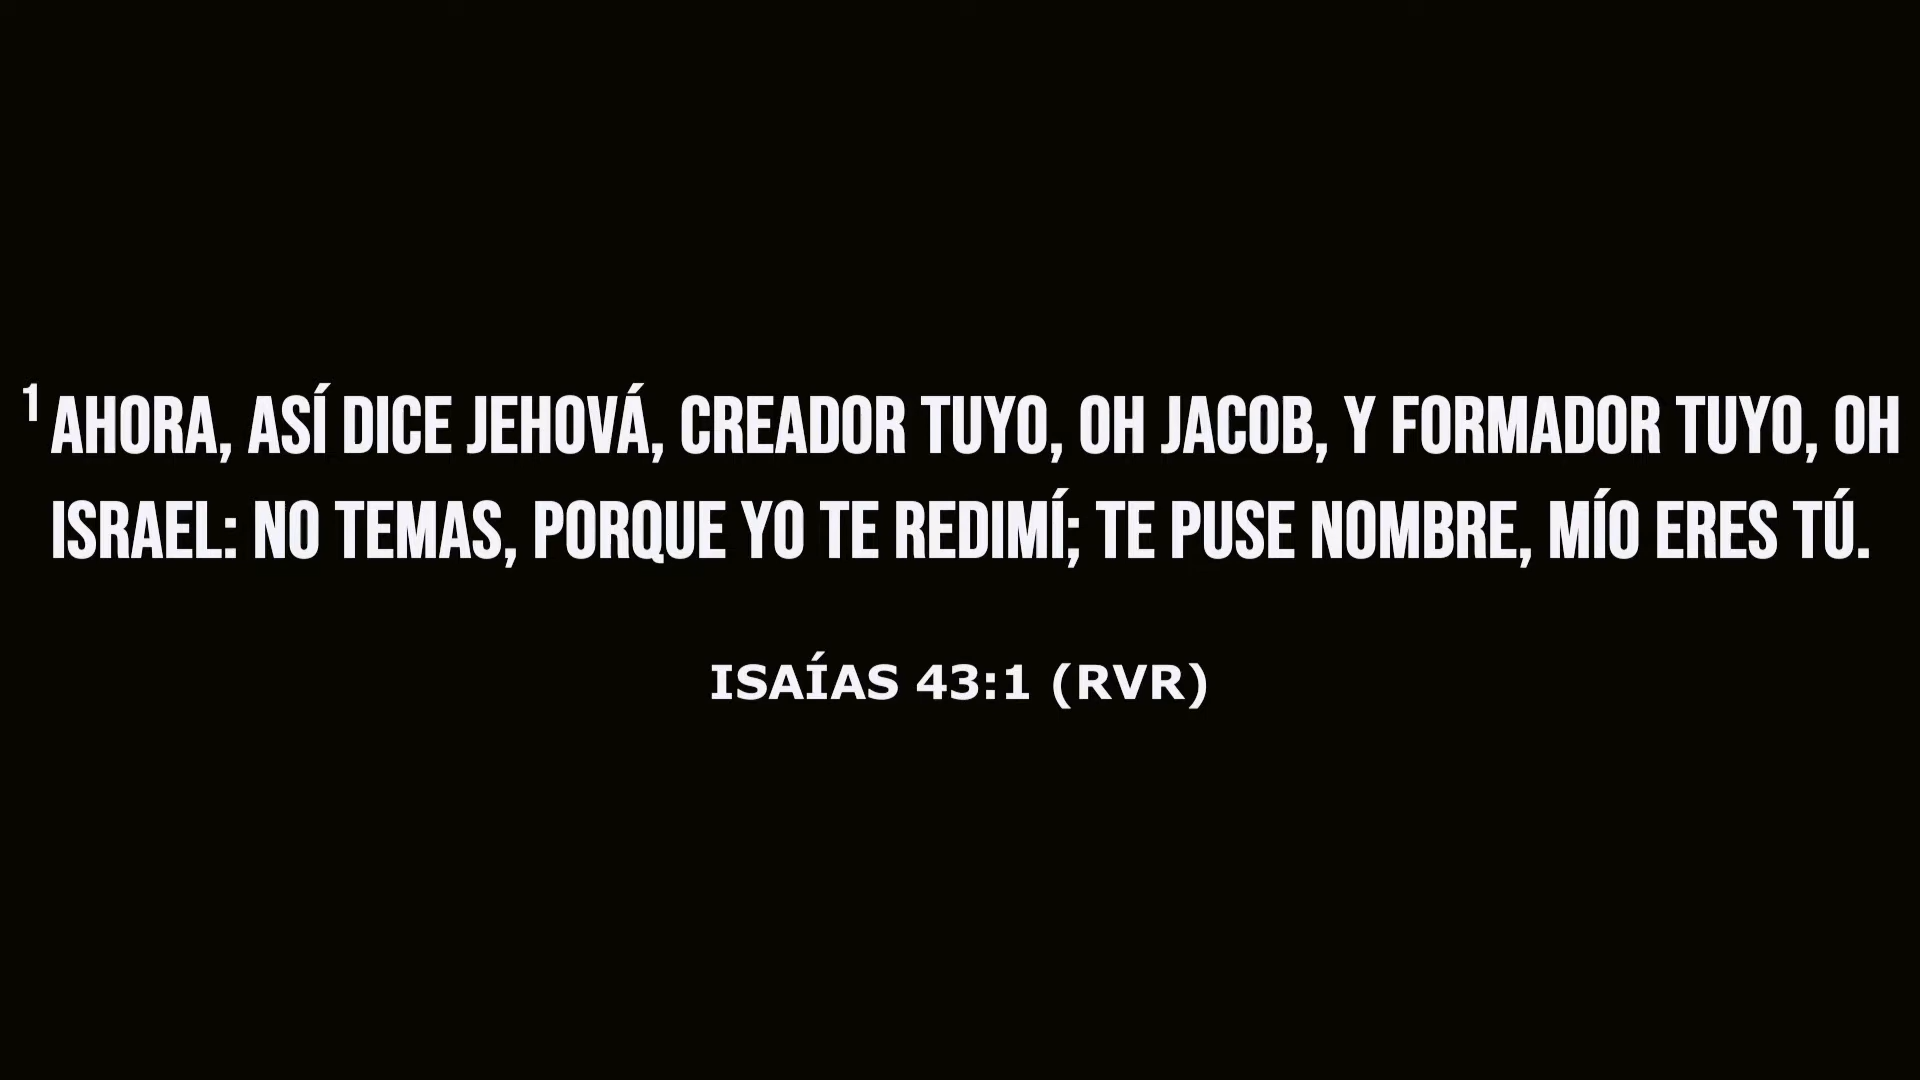 1 AHORA, ASÍ DICE JEHOVÁ, CREADOR TUYO, OH JACOB, Y FORMADOR TUYO, OH
ISRAEL: NO TEMAS, PORQUE YO TE REDIMÍ; TE PUSE NOMBRE, MÍO ERES TÚ.
ISAÍAS 43:1 (RVR)